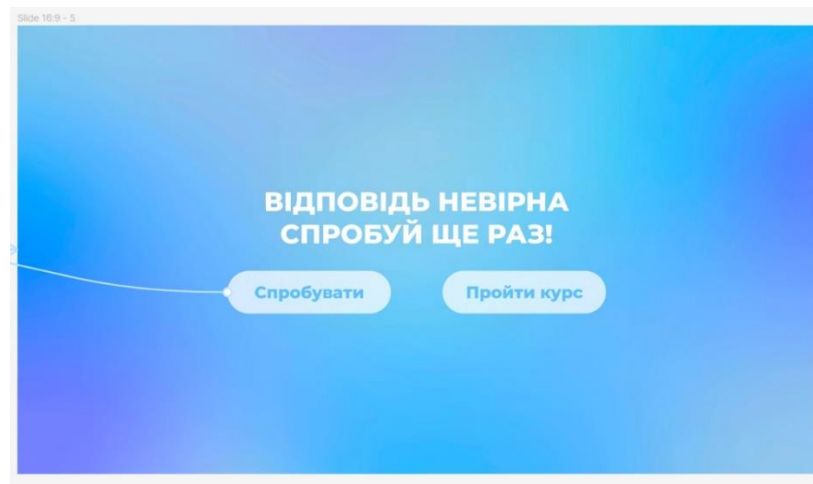 Slide 16:9 - 5
ВІДПОВІДЬ НЕВІРНА
СПРОБУЙ ЩЕ РАЗ!
Спробувати
Пройти курс